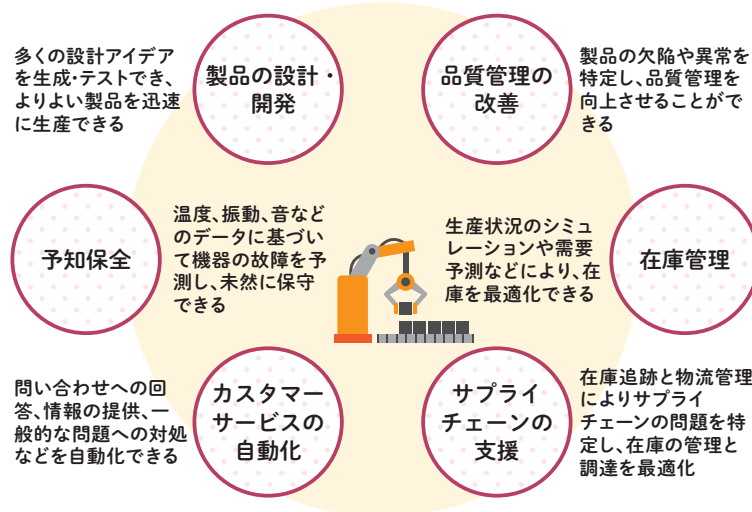 多くの設計アイデア
を生成・テストでき、
よりよい製品を迅速
に生産できる
製品の設計・
開発
品質管理の
改善
製品の欠陥や異常を
特定し、品質管理を
向上させることがで
きる
予知保全
温度、振動、音など
のデータに基づい
て機器の故障を予
測し、未然に保守
できる
生産状況のシミュ
レーションや需要
予測などにより、在
庫を最適化できる
在庫管理
問い合わせへの回
答、情報の提供、一
般的な問題への対処
などを自動化できる
カスタマー
サービスの
自動化
サプライ
チェーンの
支援
在庫追跡と物流管理
によりサプライ
チェーンの問題を特
定し、在庫の管理と
調達を最適化